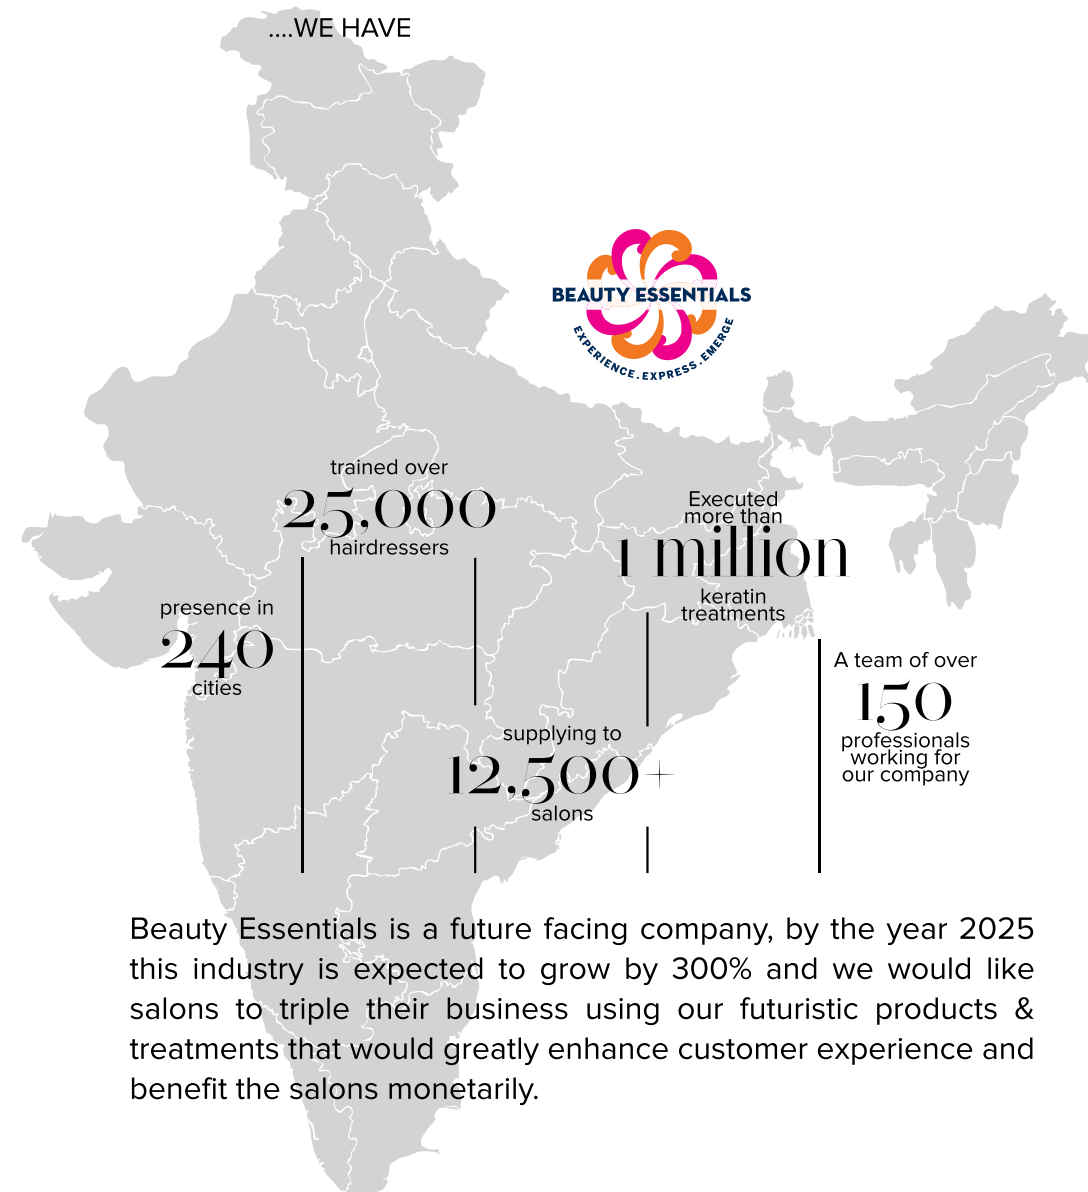 ....WE HAVE
BEAUTY ESSENTIALS
EXPERIENCE.EXPRESS.EMERGE
trained over
25,000
hairdressers
Executed
more than
1 million
keratin
treatments
presence in
240
cities
A team of over
150
professionals
working for
our company
supplying to
12,500+
salons
Beauty Essentials is a future facing company, by the year 2025
this industry is expected to grow by 300% and we would like
salons to triple their business using our futuristic products &
treatments that would greatly enhance customer experience and
benefit the salons monetarily.